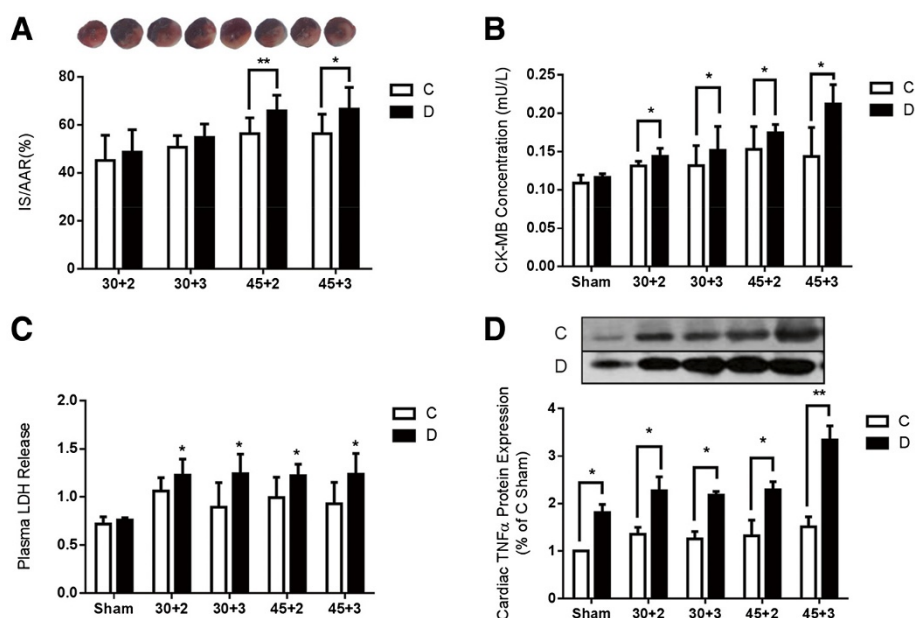 A
80
60
40
20
0
IS/AAR(%)
**
*
C
D
30+2
30+3
45+2
45+3
B
0.25
0.20
0.15
0.10
0.05
0.00
CK-MB Concentration (mU/L)
*
*
*
*
C
D
Sham
30+2
30+3
45+2
45+3
C
2.0
1.5
1.0
0.5
0.0
Plasma LDH Release
*
*
*
*
C
D
Sham
30+2
30+3
45+2
45+3
D
C
D
4
3
2
1
0
Cardiac TNFα Protein Expression
(% of C Sham)
*
*
*
*
**
C
D
Sham
30+2
30+3
45+2
45+3